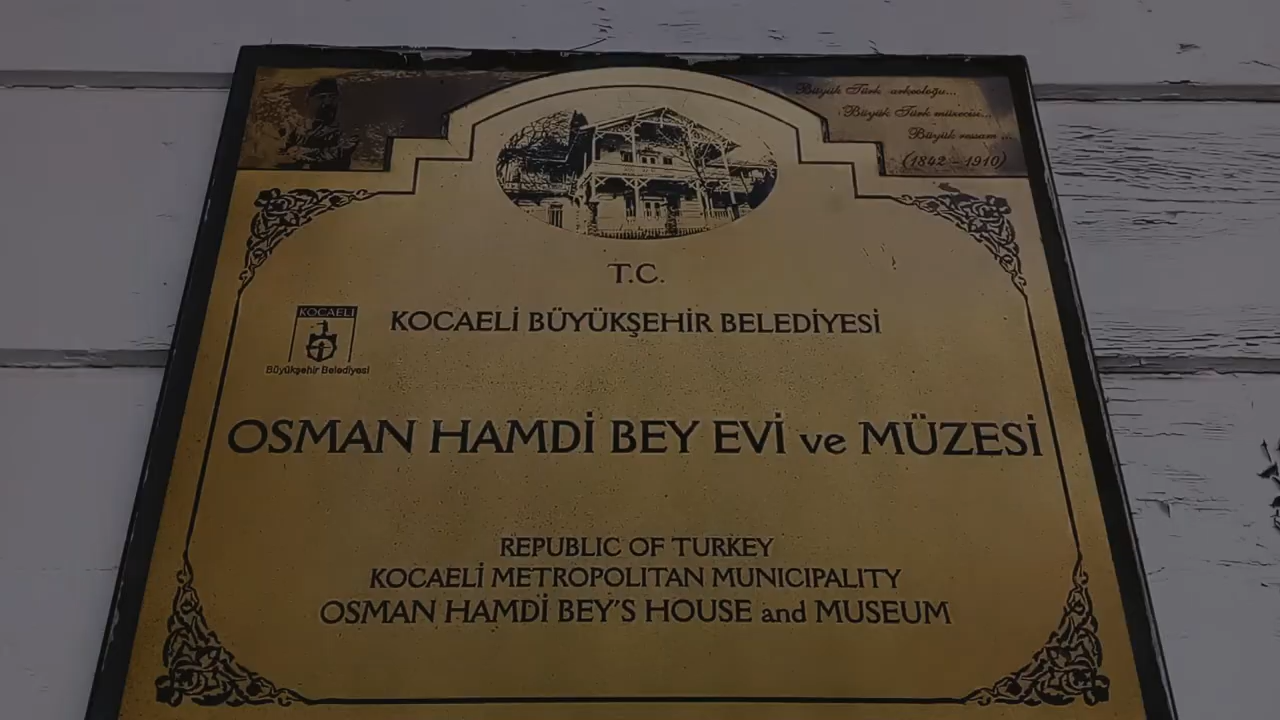 Büyük Türk arkeoloğu...
Büyük Türk müzecisi...
Büyük ressam...
(1842 - 1910)
T.C.
KOCAELİ BÜYÜKŞEHİR BELEDİYESİ
KOCAELİ
Büyükşehir Belediyesi
OSMAN HAMDİ BEY EVİ ve MÜZESİ
REPUBLIC OF TURKEY
KOCAELİ METROPOLITAN MUNICIPALITY
OSMAN HAMDİ BEY'S HOUSE and MUSEUM